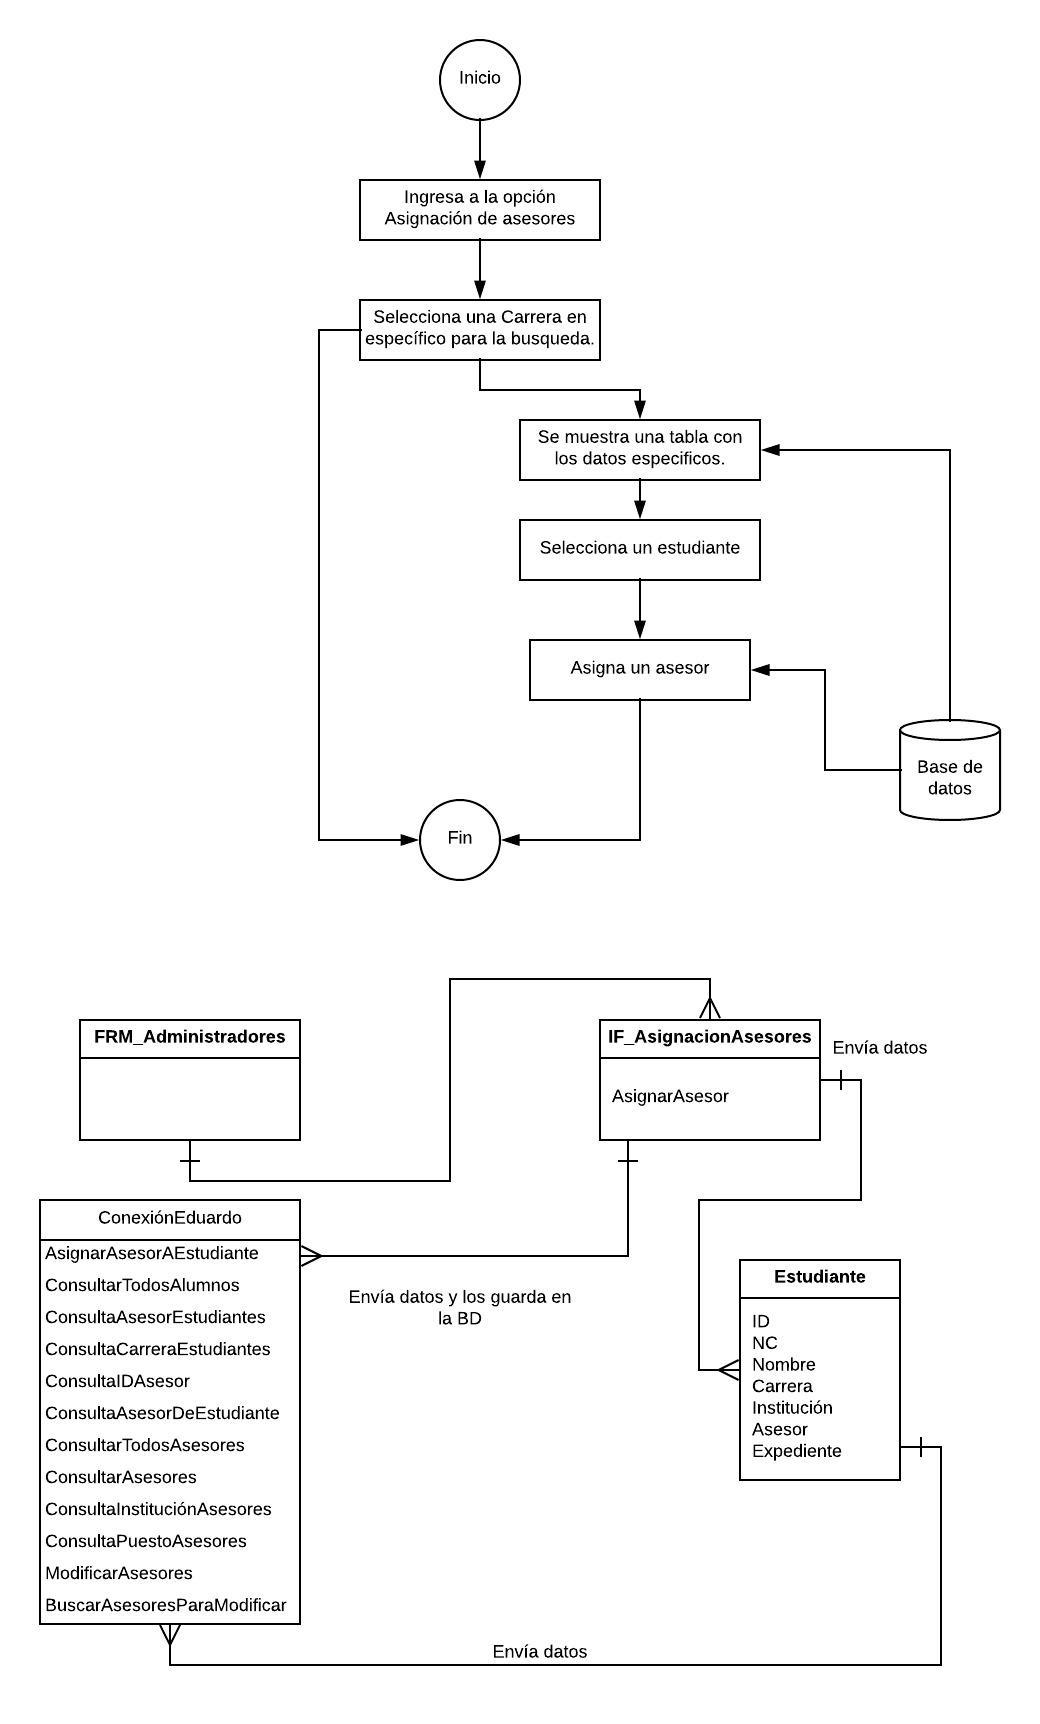 Inicio
Ingresa a la opción
Asignación de asesores
Selecciona una Carrera en
específico para la busqueda.
Se muestra una tabla con
los datos especificos.
Selecciona un estudiante
Asigna un asesor
Base de
datos
Fin
FRM_Administradores
IF_AsignacionAsesores
AsignarAsesor
Envía datos
ConexiónEduardo
AsignarAsesorAEstudiante
ConsultarTodosAlumnos
ConsultaAsesorEstudiantes
ConsultaCarreraEstudiantes
ConsultaIDAsesor
ConsultaAsesorDeEstudiante
ConsultarTodosAsesores
ConsultarAsesores
ConsultaInstituciónAsesores
ConsultaPuestoAsesores
ModificarAsesores
BuscarAsesoresParaModificar
Envía datos y los guarda en
la BD
Estudiante
ID
NC
Nombre
Carrera
Institución
Asesor
Expediente
Envía datos